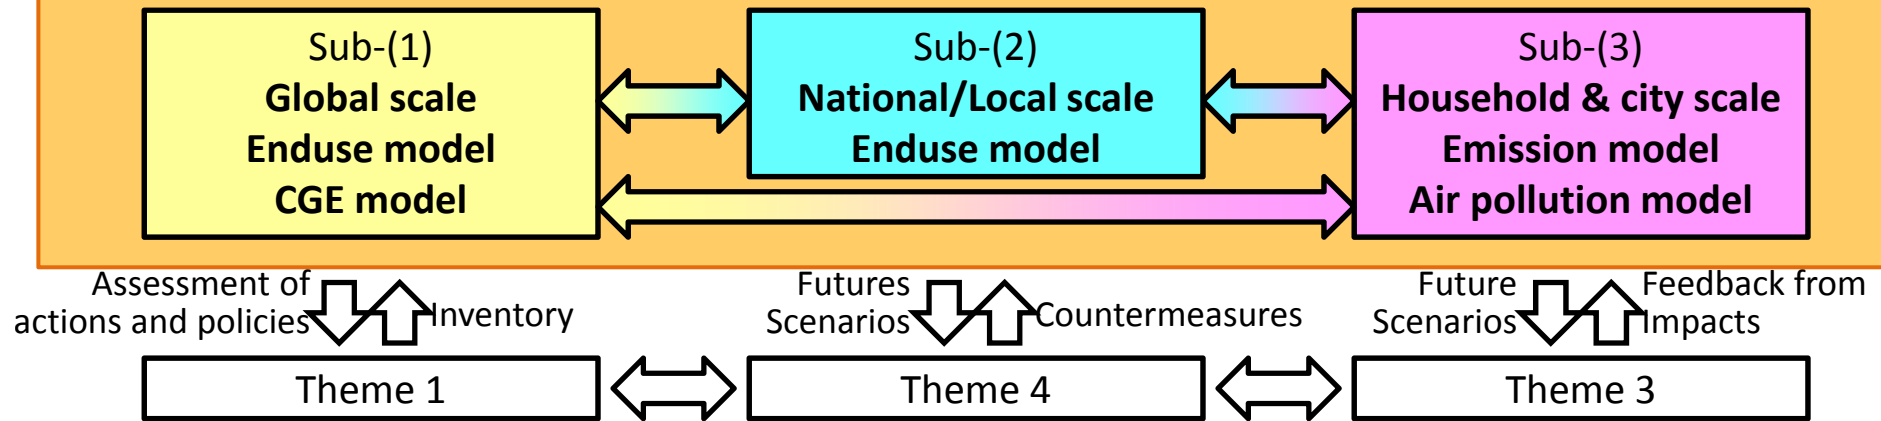 Sub-(1)
Global scale
Enduse model
CGE model
Sub-(2)
National/Local scale
Enduse model
Sub-(3)
Household & city scale
Emission model
Air pollution model
Assessment of
actions and policies
Inventory
Futures
Scenarios
Countermeasures
Future
Scenarios
Feedback from
Impacts
Theme 1
Theme 4
Theme 3